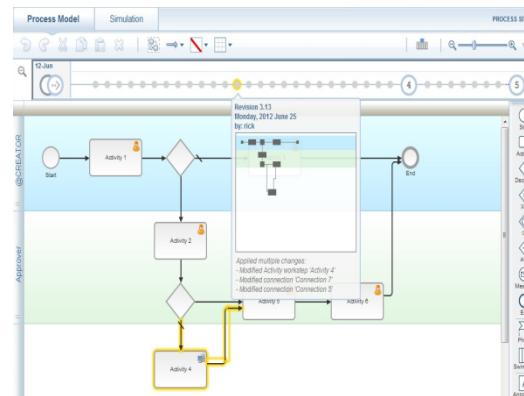 Process Model
Simulation
12-Jun
4
5
Revision 3.13
Monday, 2012 June 25
by: rick
@CREATOR
Start
Activity 1
End
Approver
Activity 2
Applied multiple changes:
- Modified Activity workstep 'Activity 4'
- Modified connection 'Connection 7'
- Modified connection 'Connection 5'
Activity 5
Activity 6
Activity 4